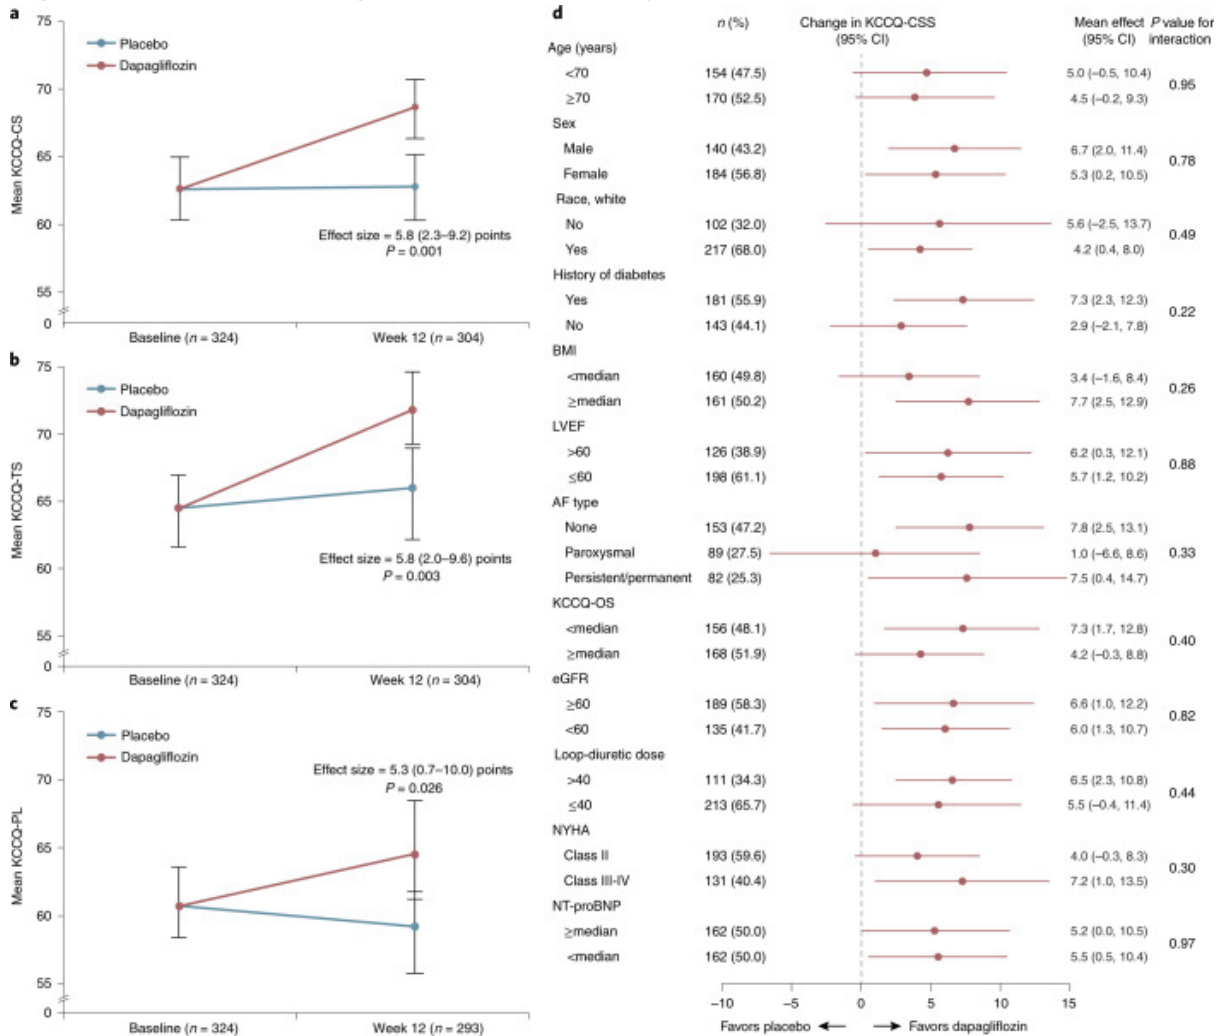 a
75
70
65
60
55
0
Mean KCCQ-CS
Placebo
Dapagliflozin
Effect size = 5.8 (2.3–9.2) points
P = 0.001
Baseline (n = 324) Week 12 (n = 304)
b
75
70
65
60
55
0
Mean KCCQ-TS
Placebo
Dapagliflozin
Effect size = 5.8 (2.0–9.6) points
P = 0.003
Baseline (n = 324) Week 12 (n = 304)
c
75
70
65
60
55
0
Mean KCCQ-PL
Placebo
Dapagliflozin
Effect size = 5.3 (0.7–10.0) points
P = 0.026
Baseline (n = 324) Week 12 (n = 293)
d
n (%) Change in KCCQ-CSS Mean effect P value for
(95% CI) (95% CI) interaction
Age (years)
<70 154 (47.5) 5.0 (–0.5, 10.4)
0.95
≥70 170 (52.5) 4.5 (–0.2, 9.3)
Sex
Male 140 (43.2) 6.7 (2.0, 11.4)
0.78
Female 184 (56.8) 5.3 (0.2, 10.5)
Race, white
No 102 (32.0) 5.6 (–2.5, 13.7)
0.49
Yes 217 (68.0) 4.2 (0.4, 8.0)
History of diabetes
Yes 181 (55.9) 7.3 (2.3, 12.3)
0.22
No 143 (44.1) 2.9 (–2.1, 7.8)
BMI
<median 160 (49.8) 3.4 (–1.6, 8.4)
0.26
≥median 161 (50.2) 7.7 (2.5, 12.9)
LVEF
>60 126 (38.9) 6.2 (0.3, 12.1)
0.88
≤60 198 (61.1) 5.7 (1.2, 10.2)
AF type
None 153 (47.2) 7.8 (2.5, 13.1)
Paroxysmal 89 (27.5) 1.0 (–6.6, 8.6) 0.33
Persistent/permanent 82 (25.3) 7.5 (0.4, 14.7)
KCCQ-OS
<median 156 (48.1) 7.3 (1.7, 12.8)
0.40
≥median 168 (51.9) 4.2 (–0.3, 8.8)
eGFR
≥60 189 (58.3) 6.6 (1.0, 12.2)
0.82
<60 135 (41.7) 6.0 (1.3, 10.7)
Loop-diuretic dose
>40 111 (34.3) 6.5 (2.3, 10.8)
0.44
≤40 213 (65.7) 5.5 (–0.4, 11.4)
NYHA
Class II 193 (59.6) 4.0 (–0.3, 8.3)
0.30
Class III-IV 131 (40.4) 7.2 (1.0, 13.5)
NT-proBNP
≥median 162 (50.0) 5.2 (0.0, 10.5)
0.97
<median 162 (50.0) 5.5 (0.5, 10.4)
–10 –5 0 5 10 15
Favors placebo Favors dapagliflozin